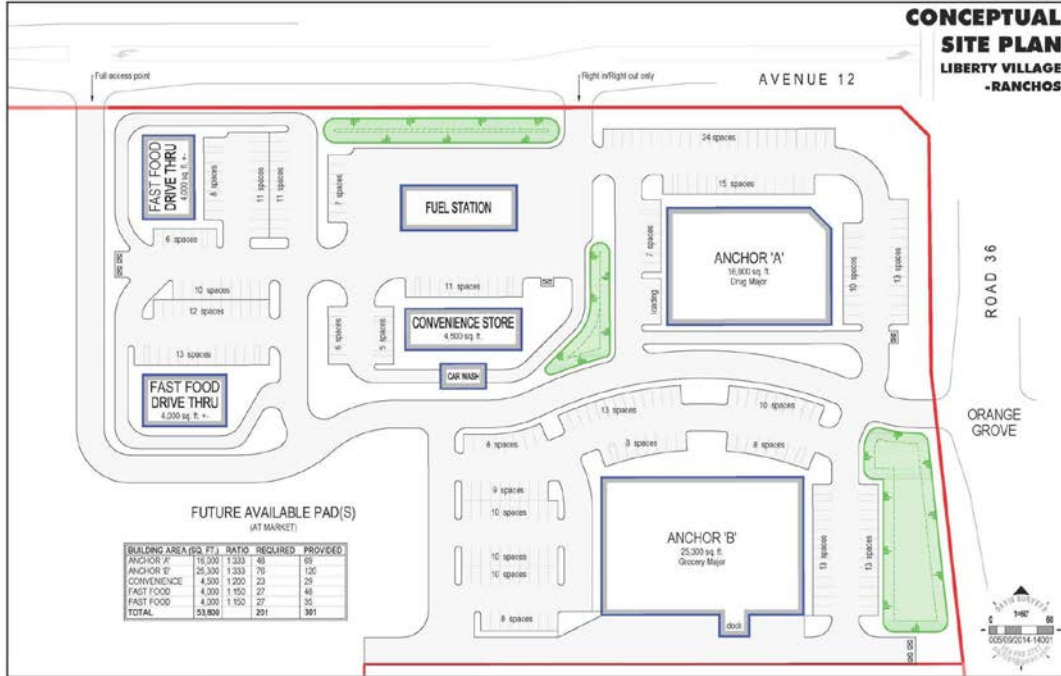 CONCEPTUAL
SITE PLAN
LIBERTY VILLAGE
-RANCHOS
Full access point
Right in/Right out only
AVENUE 12
FAST FOOD
DRIVE THRU
4,000 sq. ft. +-
8 spaces
11 spaces
11 spaces
7 spaces
FUEL STATION
24 spaces
15 spaces
7 spaces
loading
ANCHOR 'A'
Drug Major
10 spaces
13 spaces
ROAD 36
6 spaces
10 spaces
12 spaces
13 spaces
11 spaces
6 spaces
5 spaces
CONVENIENCE STORE
4,500 sq. ft.
CAR WASH
FAST FOOD
DRIVE THRU
4,000 sq. ft. +-
13 spaces
10 spaces
8 spaces
8 spaces
ORANGE
GROVE
9 spaces
10 spaces
10 spaces
10 spaces
8 spaces
ANCHOR 'B'
25,300 sq. ft.
Grocery Major
dock
13 spaces
13 spaces
FUTURE AVAILABLE PAD(S)
(AT MARKET)
BUILDING AREA (SQ. FT.) RATIO REQUIRED PROVIDED
ANCHOR 'A' 16,000 1:333 48 69
ANCHOR 'B' 25,300 1:333 76 120
CONVENIENCE 4,500 1:200 23 29
FAST FOOD 4,000 1:150 27 48
FAST FOOD 4,000 1:150 27 35
TOTAL 53,800 201 301
DAVID SURVEYS
1=60'
0 60